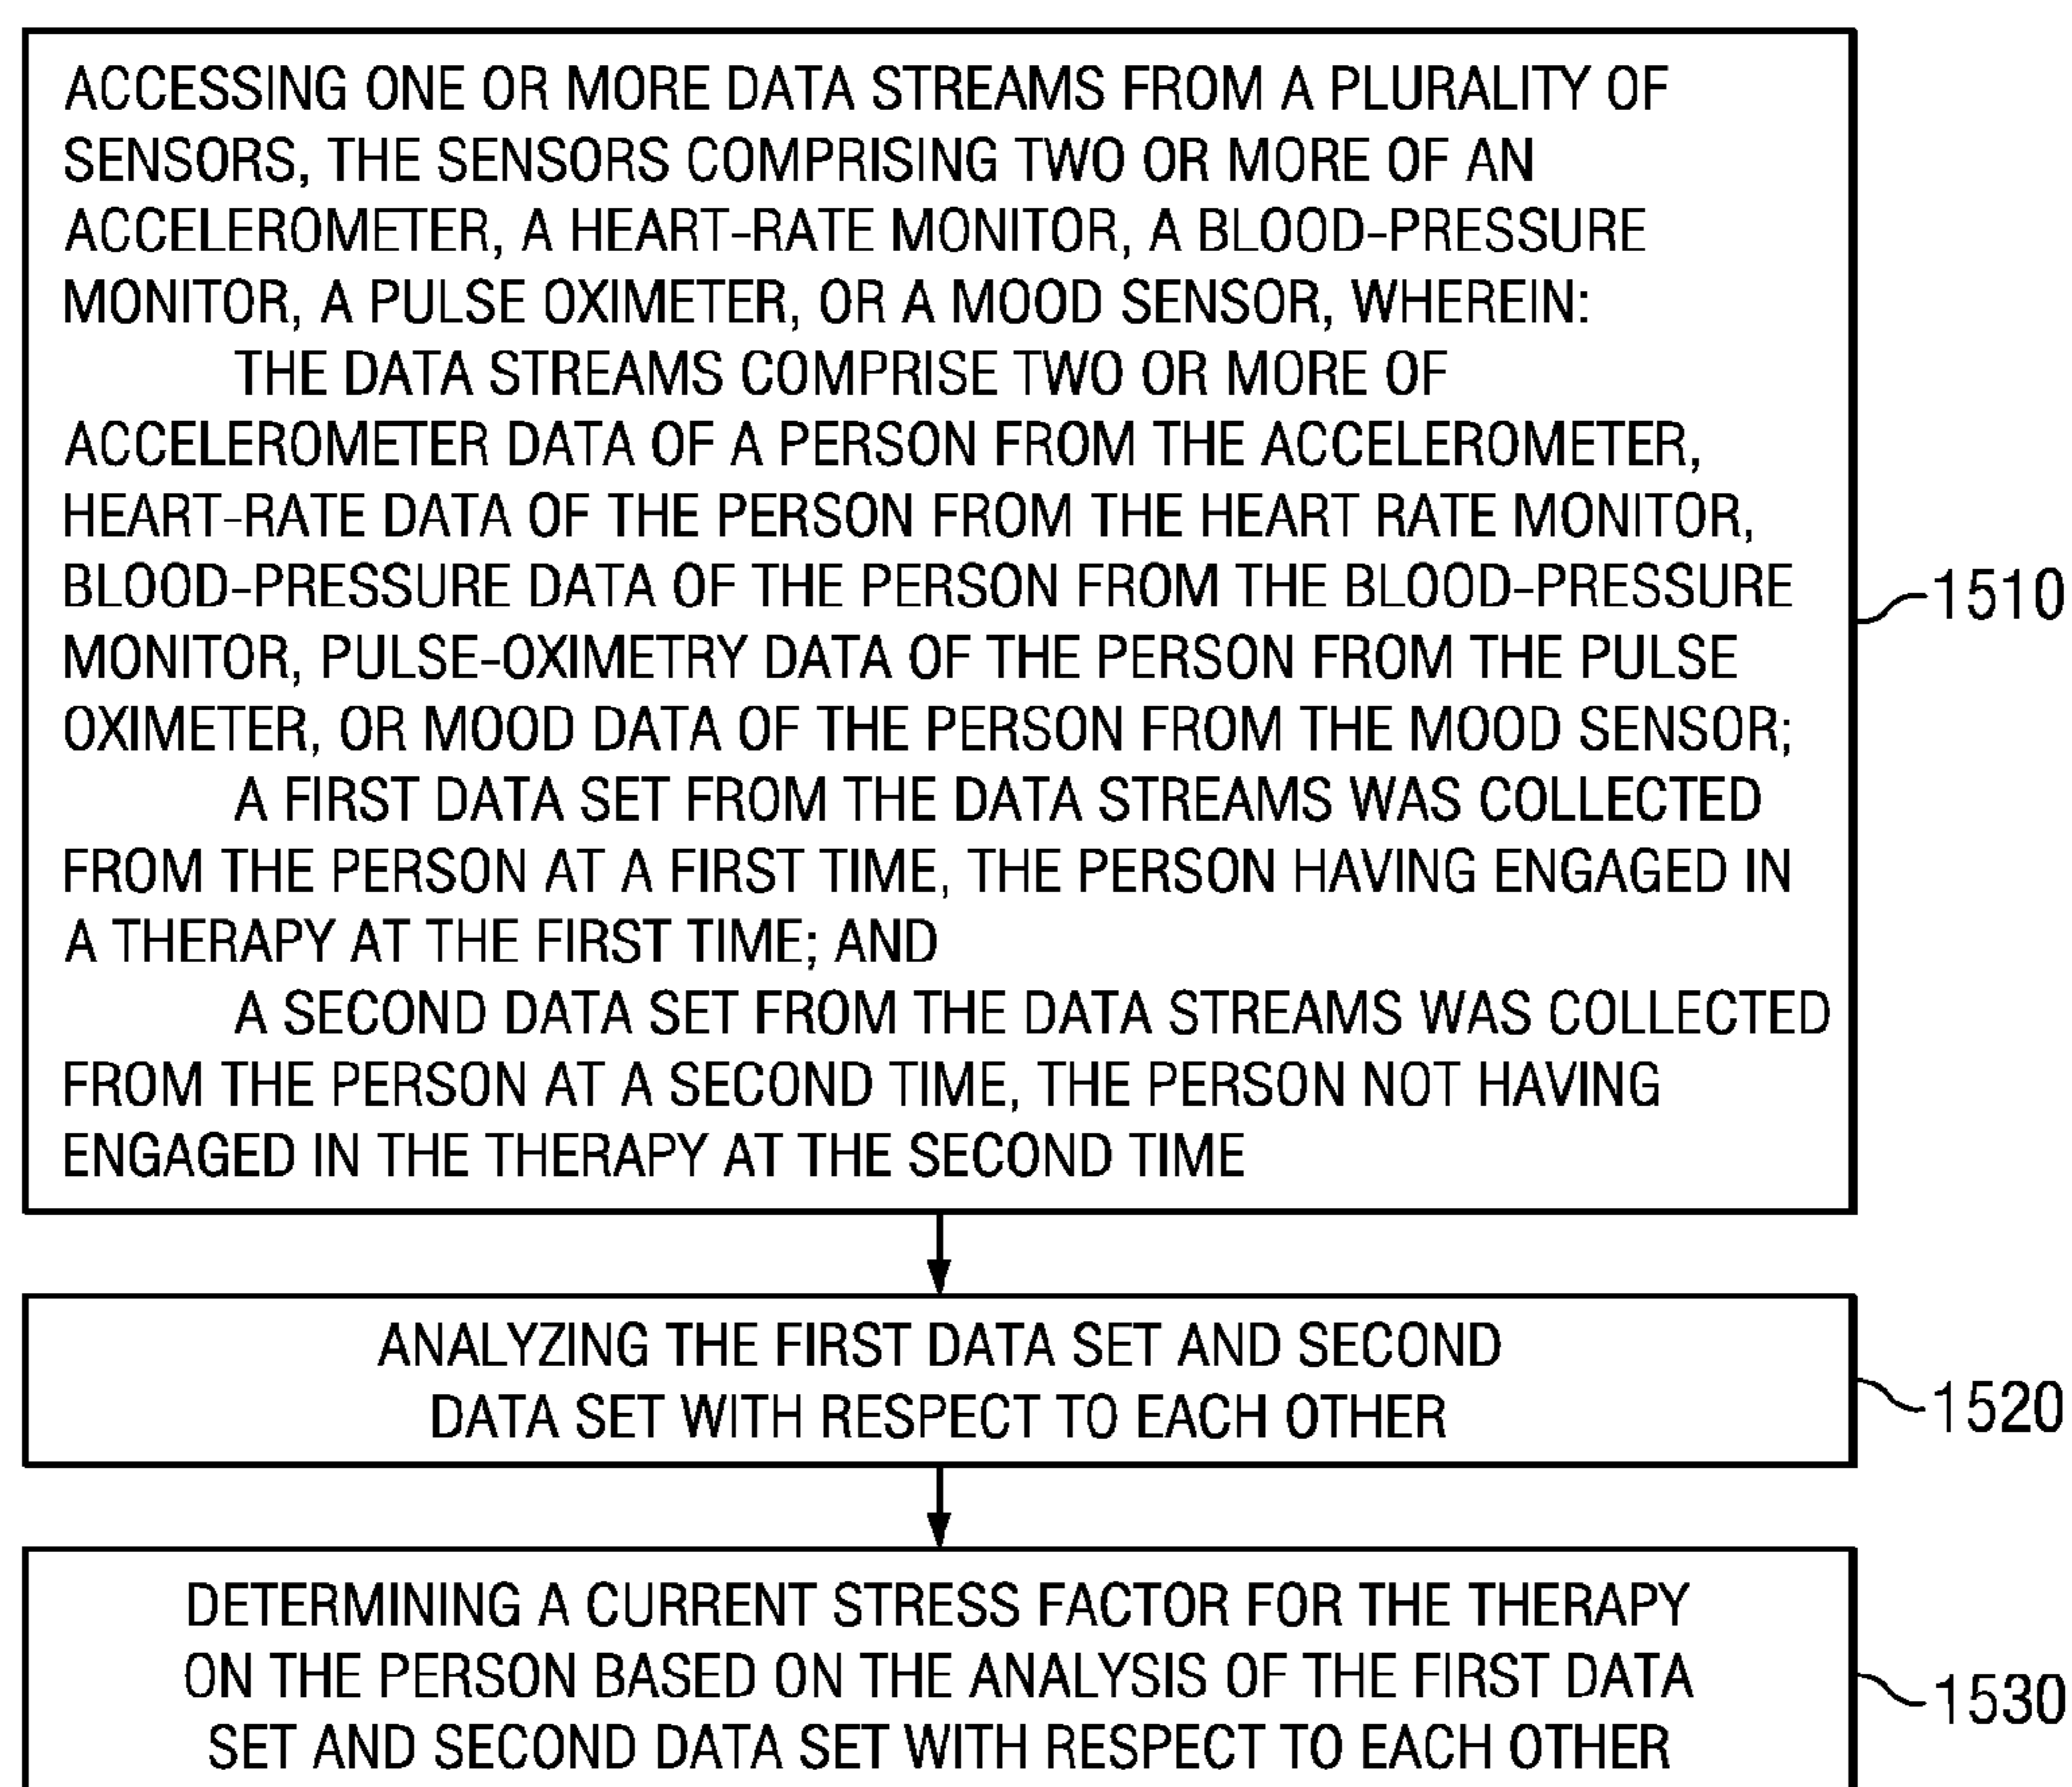 ACCESSING ONE OR MORE DATA STREAMS FROM A PLURALITY OF
SENSORS, THE SENSORS COMPRISING TWO OR MORE OF AN
ACCELEROMETER, A HEART-RATE MONITOR, A BLOOD-PRESSURE
MONITOR, A PULSE OXIMETER, OR A MOOD SENSOR, WHEREIN:
THE DATA STREAMS COMPRISE TWO OR MORE OF
ACCELEROMETER DATA OF A PERSON FROM THE ACCELEROMETER,
HEART-RATE DATA OF THE PERSON FROM THE HEART RATE MONITOR,
BLOOD-PRESSURE DATA OF THE PERSON FROM THE BLOOD-PRESSURE
MONITOR, PULSE-OXIMETRY DATA OF THE PERSON FROM THE PULSE
OXIMETER, OR MOOD DATA OF THE PERSON FROM THE MOOD SENSOR;
A FIRST DATA SET FROM THE DATA STREAMS WAS COLLECTED
FROM THE PERSON AT A FIRST TIME, THE PERSON HAVING ENGAGED IN
A THERAPY AT THE FIRST TIME; AND
A SECOND DATA SET FROM THE DATA STREAMS WAS COLLECTED
FROM THE PERSON AT A SECOND TIME, THE PERSON NOT HAVING
ENGAGED IN THE THERAPY AT THE SECOND TIME
1510
ANALYZING THE FIRST DATA SET AND SECOND
DATA SET WITH RESPECT TO EACH OTHER
1520
DETERMINING A CURRENT STRESS FACTOR FOR THE THERAPY
ON THE PERSON BASED ON THE ANALYSIS OF THE FIRST DATA
SET AND SECOND DATA SET WITH RESPECT TO EACH OTHER
1530